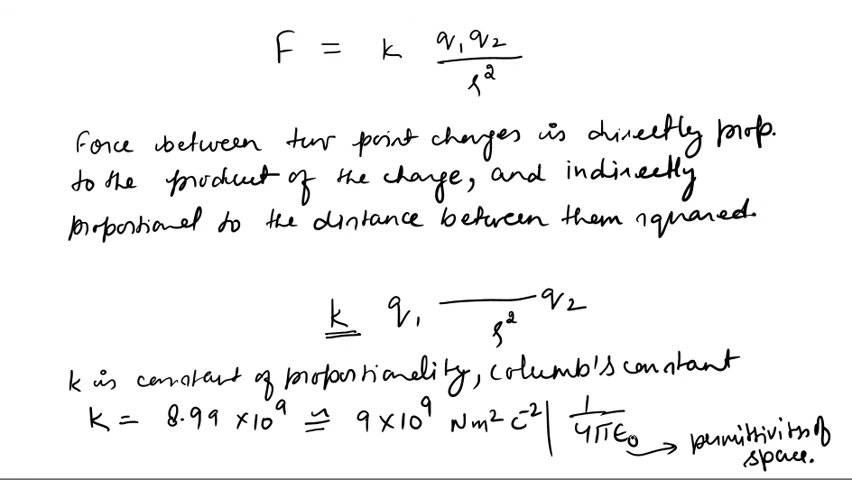 F = k q₁q₂/r²
Force between two point charges is directly prop.
to the product of the charge, and indirectly
proportional to the distance between them squared.
k q₁ ——— q₂
r²
k is constant of proportionality, Columb's constant
K = 8.99 ×10⁹ ≌ 9×10⁹ Nm² c⁻² | 1/4πε₀ → permittivity of
space.